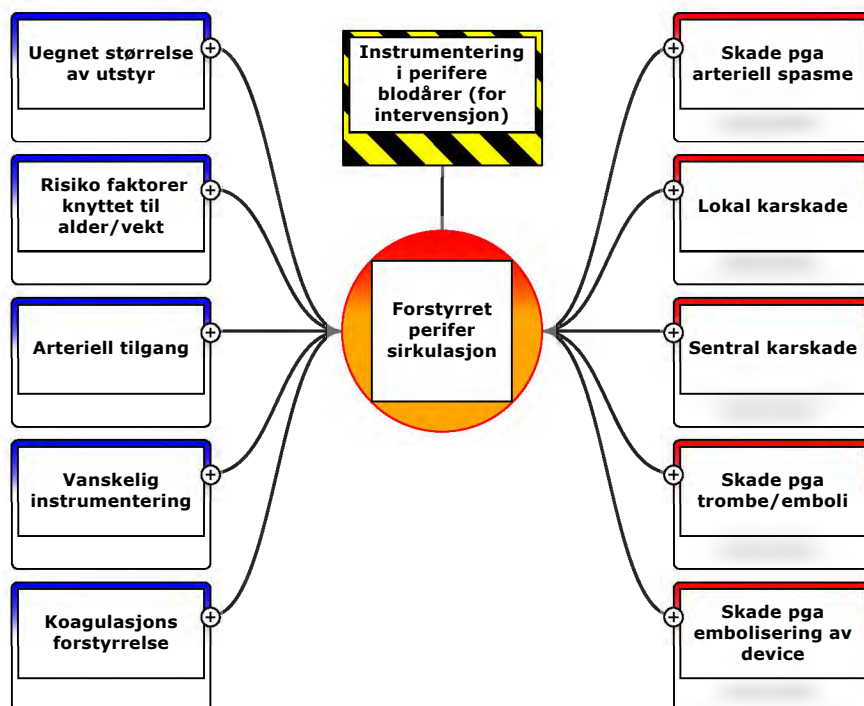 Uegnet størrelse
av utstyr
Risiko faktorer
knyttet til
alder/vekt
Arteriell tilgang
Vanskelig
instrumentering
Koagulasjons
forstyrrelse
Instrumentering
i perifere
blodårer (for
intervensjon)
Forstyrret
perifer
sirkulasjon
Skade pga
arteriell spasme
Lokal karskade
Sentral karskade
Skade pga
trombe/emboli
Skade pga
embolisering av
device